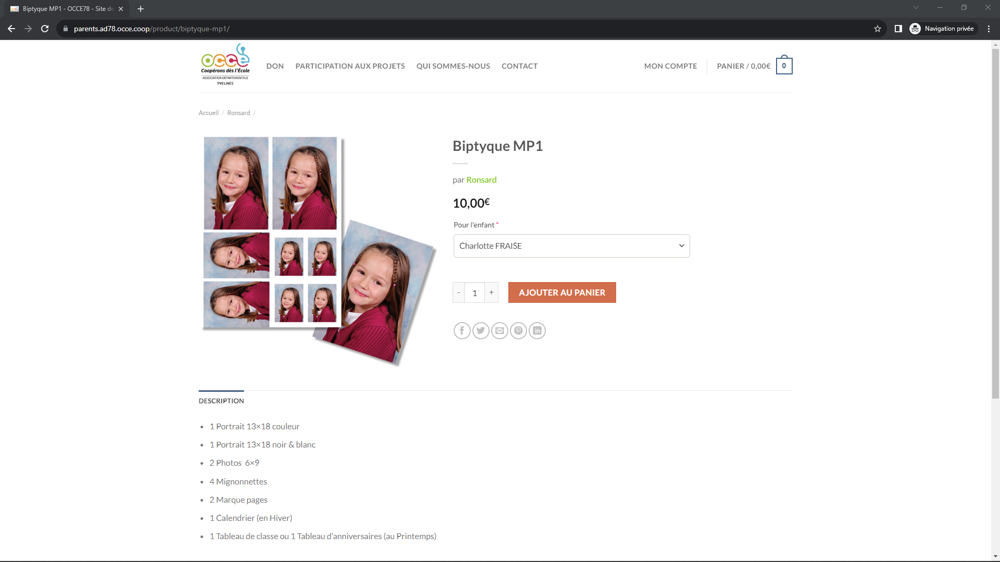 Biptyque MP1 - OCCE78 - Site de
parents.ad78.occe.coop/product/biptyque-mp1/
Navigation privée
occe
Coopérons dès l'École
ASSOCIATION DÉPARTEMENTALE
YVELINES
DON
PARTICIPATION AUX PROJETS
QUI SOMMES-NOUS
CONTACT
MON COMPTE
PANIER / 0,00€
0
Accueil / Ronsard /
Biptyque MP1
par Ronsard
10,00€
Pour l'enfant *
Charlotte FRAISE
- 1 +
AJOUTER AU PANIER
DESCRIPTION
• 1 Portrait 13×18 couleur
• 1 Portrait 13×18 noir & blanc
• 2 Photos 6×9
• 4 Mignonnettes
• 2 Marque pages
• 1 Calendrier (en Hiver)
• 1 Tableau de classe ou 1 Tableau d’anniversaires (au Printemps)